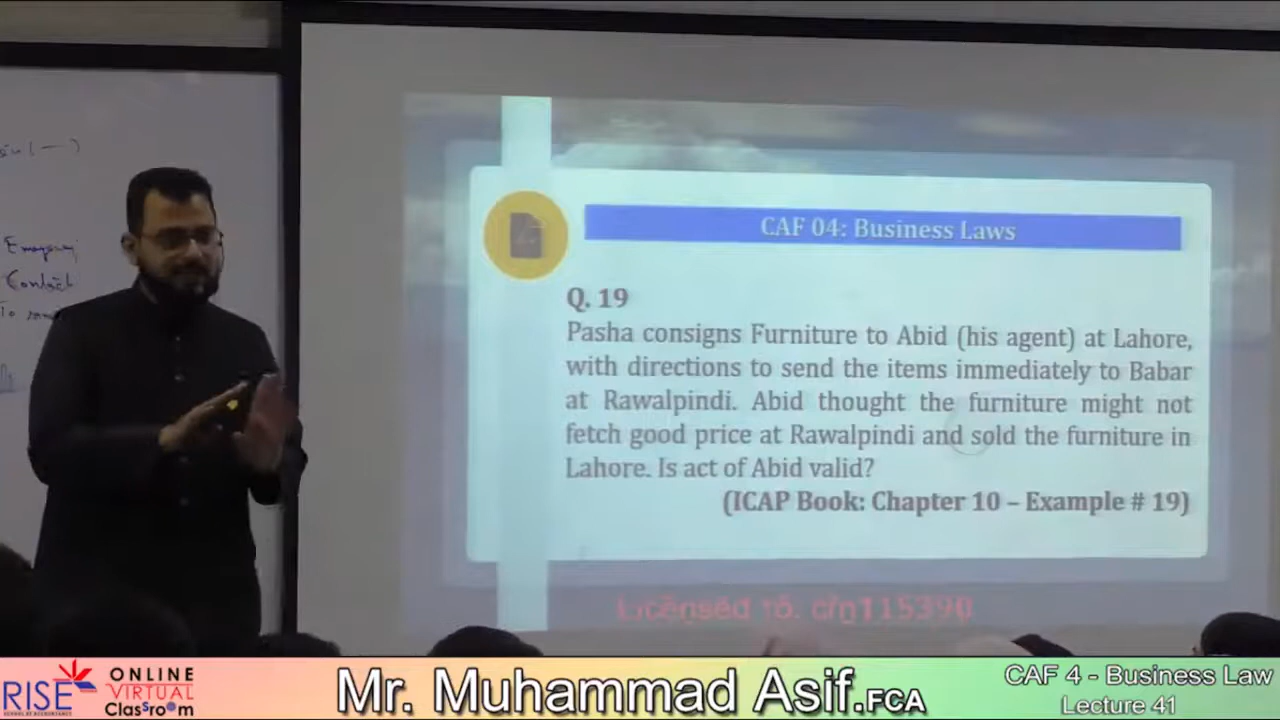 Contact
To
CAF 04: Business Laws
Q. 19
Pasha consigns Furniture to Abid (his agent) at Lahore,
with directions to send the items immediately to Babar
at Rawalpindi. Abid thought the furniture might not
fetch good price at Rawalpindi and sold the furniture in
Lahore. Is act of Abid valid?
(ICAP Book: Chapter 10 – Example # 19)
Licensed to: cfm115390
RISE
ONLINE
VIRTUAL
Classroom
Mr. Muhammad Asif.FCA
CAF 4 - Business Law
Lecture 41